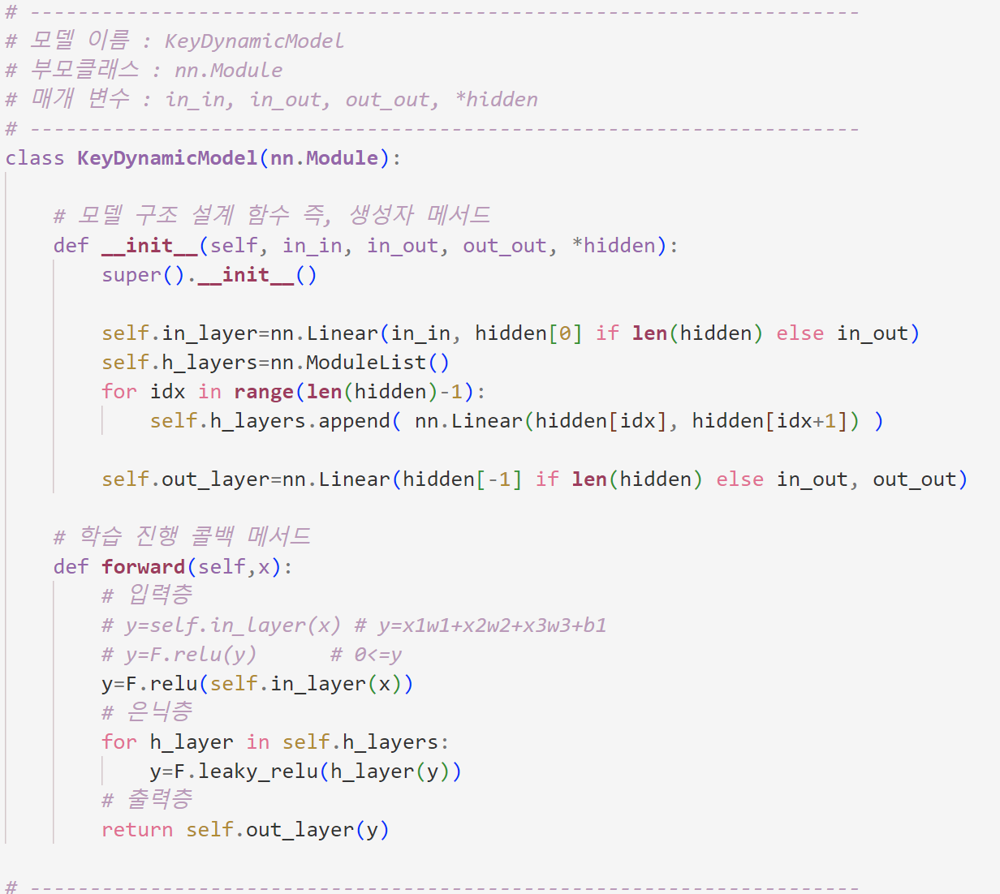 # ---------------------------------------------------------------------
# 모델 이름 : KeyDynamicModel
# 부모클래스 : nn.Module
# 매개 변수 : in_in, in_out, out_out, *hidden
# ---------------------------------------------------------------------
class KeyDynamicModel(nn.Module):
    # 모델 구조 설계 함수 즉, 생성자 메서드
    def __init__(self, in_in, in_out, out_out, *hidden):
        super().__init__()
        self.in_layer=nn.Linear(in_in, hidden[0] if len(hidden) else in_out)
        self.h_layers=nn.ModuleList()
        for idx in range(len(hidden)-1):
            self.h_layers.append( nn.Linear(hidden[idx], hidden[idx+1]) )
        self.out_layer=nn.Linear(hidden[-1] if len(hidden) else in_out, out_out)
    # 학습 진행 콜백 메서드
    def forward(self,x):
        # 입력층
        # y=self.in_layer(x) # y=x1w1+x2w2+x3w3+b1
        # y=F.relu(y)      # 0<=y
        y=F.relu(self.in_layer(x))
        # 은닉층
        for h_layer in self.h_layers:
            y=F.leaky_relu(h_layer(y))
        # 출력층
        return self.out_layer(y)
# ---------------------------------------------------------------------